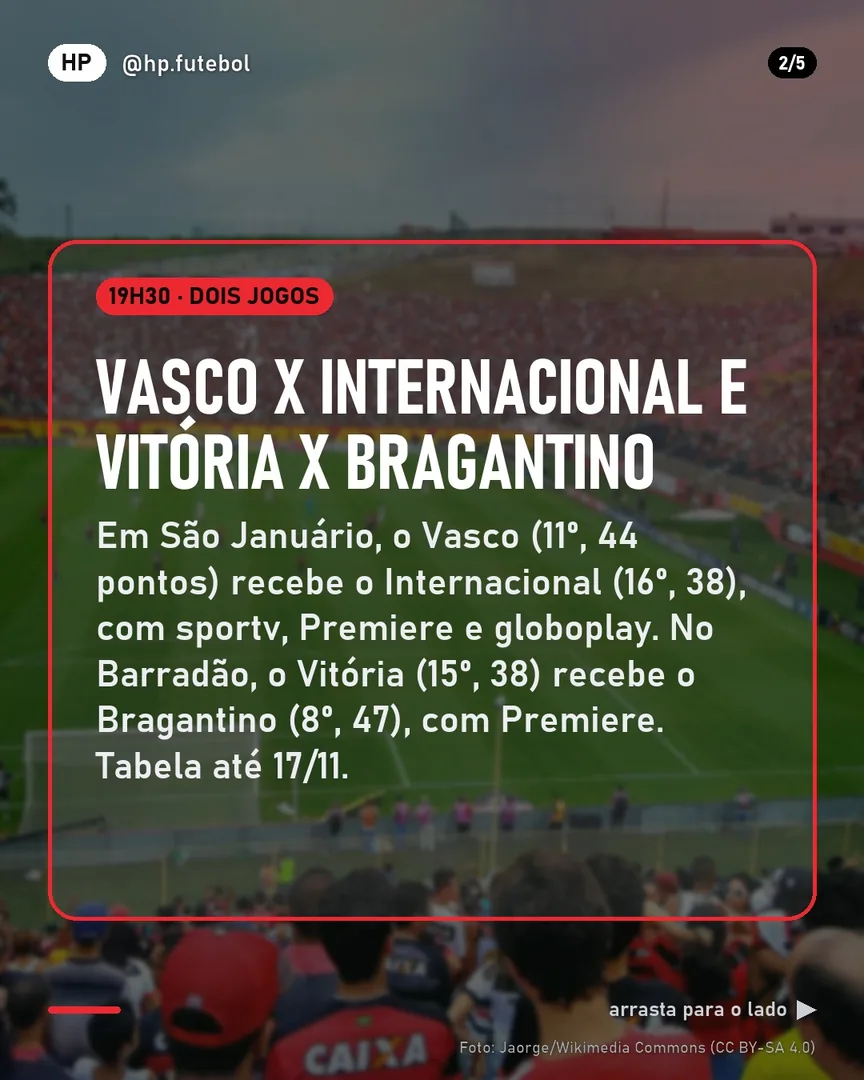 HP @hp.futebol
2/5
19H30 · DOIS JOGOS
VASCO X INTERNACIONAL E
VITÓRIA X BRAGANTINO
Em São Januário, o Vasco (11º, 44
pontos) recebe o Internacional (16º, 38),
com sportv, Premiere e globoplay. No
Barradão, o Vitória (15º, 38) recebe o
Bragantino (8º, 47), com Premiere.
Tabela até 17/11.
arrasta para o lado ▶
Foto: Jaorge/Wikimedia Commons (CC BY-SA 4.0)
CAIXA